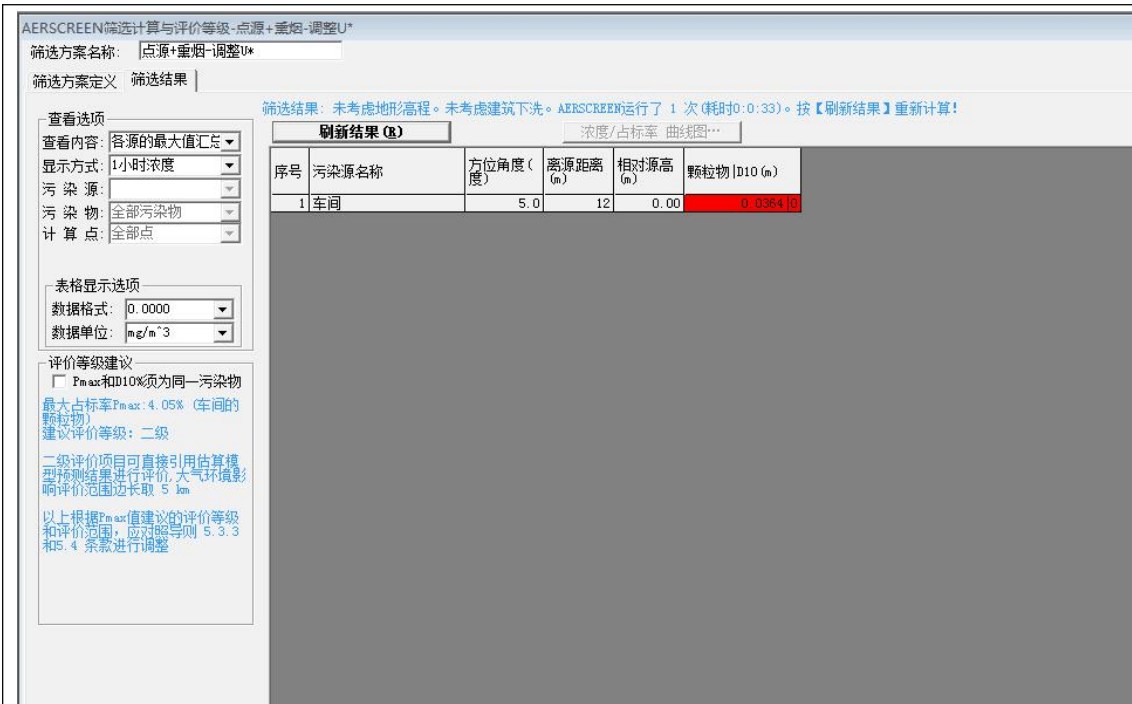 AERSCREEN筛选计算与评价等级-点源+重烟-调整U*
筛选方案名称: 点源+重烟-调整U*
筛选方案定义 筛选结果
筛选结果: 未考虑地形高程。未考虑建筑下洗。AERSCREEN运行了 1 次(耗时0:0:33)。按【刷新结果】重新计算!
查看选项
查看内容: 各源的最大值汇总
显示方式: 1小时浓度
污 染 源:
污 染 物: 全部污染物
计 算 点: 全部点
表格显示选项
数据格式: 0.0000
数据单位: mg/m^3
评价等级建议
Pmax和D10%须为同一污染物
最大占标率Pmax:4.05% (车间的
颗粒物)
建议评价等级: 二级
二级评价项目可直接引用估算模
型预测结果进行评价,大气环境影
响评价范围边长取 5 km
以上根据Pmax值建议的评价等级
和评价范围,应对照导则 5.3.3
和5.4 条款进行调整
刷新结果(R) 浓度/占标率 曲线图…
序号 污染源名称 方位角度(度) 离源距离(m) 相对源高(m) 颗粒物|D10(m)
1 车间 5.0 12 0.00 0.0364|0